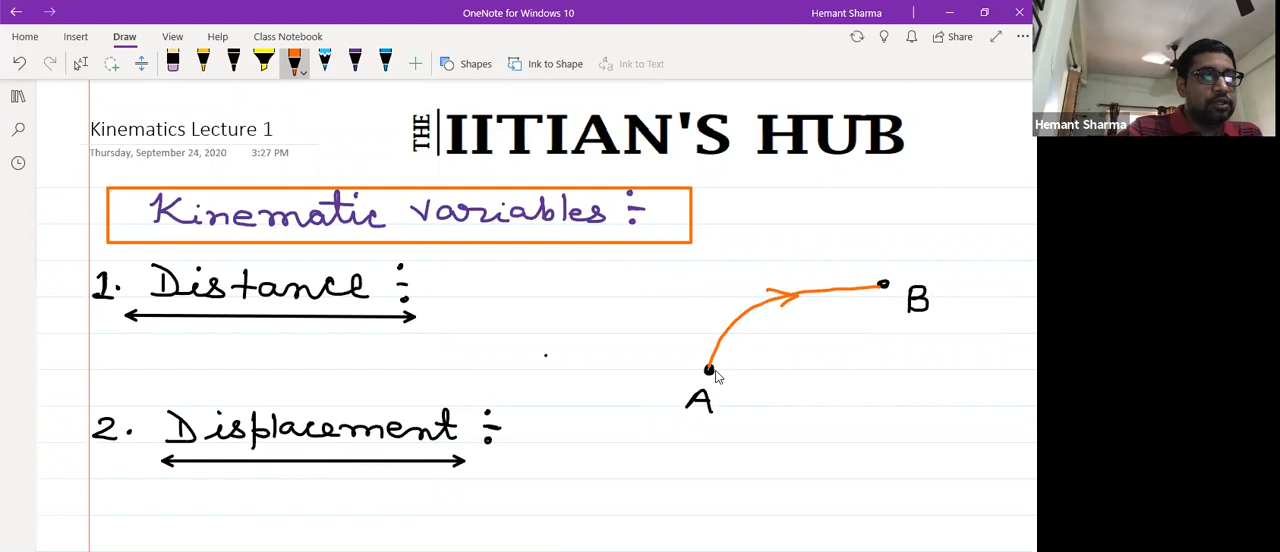 OneNote for Windows 10
Hemant Sharma
Home Insert Draw View Help Class Notebook
Share
Shapes Ink to Shape Ink to Text
Hemant Sharma
Kinematics Lecture 1
Thursday, September 24, 2020 3:27 PM
THE IITIAN'S HUB
Kinematic variables :-
1. Distance :-
B
A
2. Displacement :-